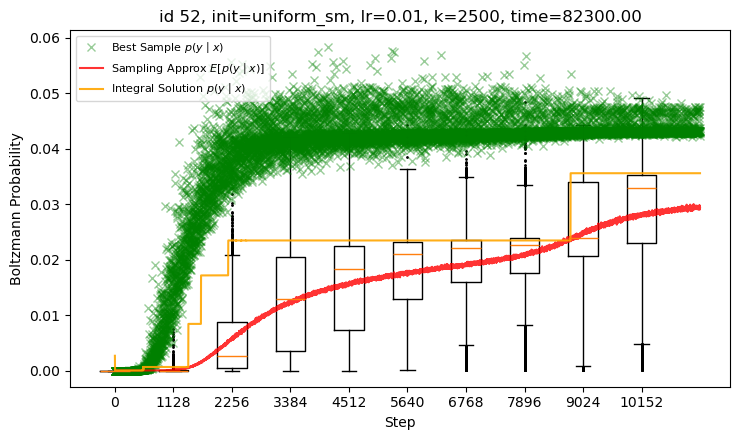 id 52, init=uniform_sm, lr=0.01, k=2500, time=82300.00
Best Sample p(y | x)
Sampling Approx E[p(y | x)]
Integral Solution p(y | x)
Boltzmann Probability
0.06
0.05
0.04
0.03
0.02
0.01
0.00
0 1128 2256 3384 4512 5640 6768 7896 9024 10152
Step